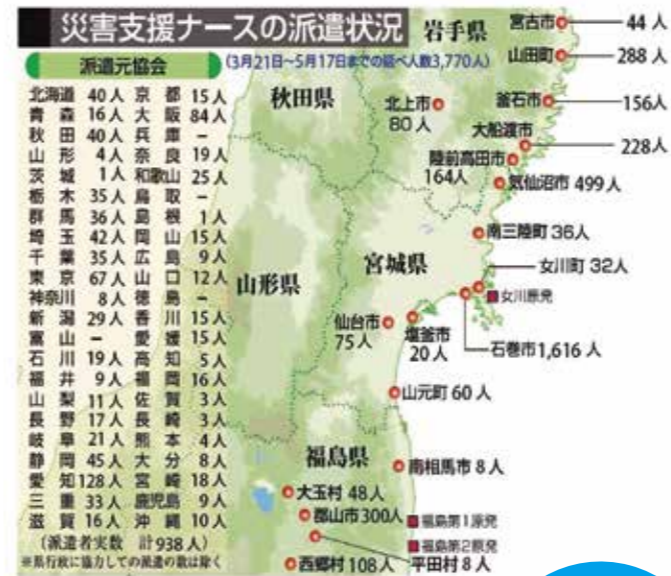 災害支援ナースの派遣状況
(3月21日～5月17日までの延べ人数3,770人)
派遣元協会
北海道 40人 京都 15人
青森 16人 大阪 84人
秋田 40人 兵庫 −
山形 4人 奈良 19人
茨城 1人 和歌山 25人
栃木 35人 鳥取 −
群馬 36人 島根 1人
埼玉 42人 岡山 15人
千葉 35人 広島 9人
東京 67人 山口 12人
神奈川 8人 徳島 −
新潟 29人 香川 15人
富山 − 愛媛 15人
石川 19人 高知 5人
福井 9人 福岡 16人
山梨 11人 佐賀 3人
長野 17人 長崎 3人
岐阜 21人 熊本 4人
静岡 45人 大分 8人
愛知 128人 宮崎 18人
三重 33人 鹿児島 9人
滋賀 16人 沖縄 10人
(派遣者実数 計938人)
※県行政に協力しての派遣の数は除く
岩手県
秋田県
宮城県
山形県
福島県
宮古市 44人
山田町 288人
釜石市 156人
北上市
80人
大船渡市
228人
陸前高田市
164人
気仙沼市 499人
南三陸町 36人
女川町 32人
女川原発
石巻市 1,616人
仙台市
75人
塩釜市
20人
山元町 60人
南相馬市 8人
大玉村 48人
郡山市 300人
福島第1原発
福島第2原発
平田村 8人
西郷村 108人